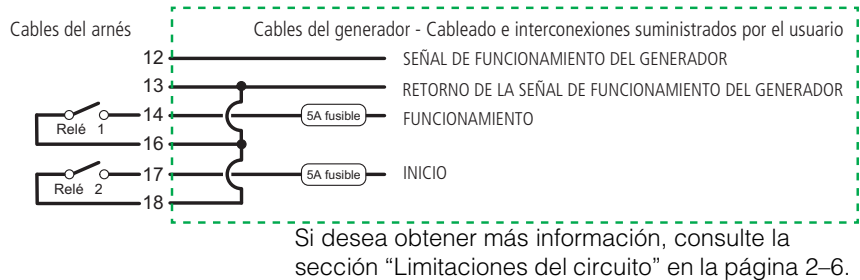 Cables del arnés
Cables del generador - Cableado e interconexiones suministrados por el usuario
12 SEÑAL DE FUNCIONAMIENTO DEL GENERADOR
13 RETORNO DE LA SEÑAL DE FUNCIONAMIENTO DEL GENERADOR
14 5A fusible FUNCIONAMIENTO
Relé 1
16
17 5A fusible INICIO
Relé 2
18
Si desea obtener más información, consulte la
sección “Limitaciones del circuito” en la página 2–6.